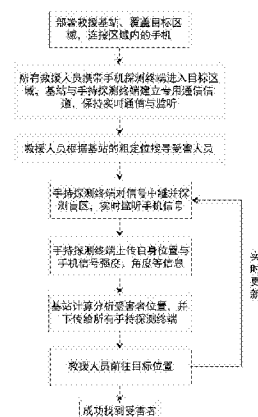 部署救援基站、覆盖目标区
域，连接区域内的手机
所有救援人员携带手机探测终端进入目标区
域，基站与手持探测终端建立专用通信信
道，保持实时通信与监听
救援人员根据基站的粗定位搜寻受害人员
手持探测终端对信号中继并探
测盲区，实时监听手机信号
手持探测终端上传自身位置与
手机信号强度、角度等信息
基站计算分析受害者位置，并
下传给所有手持探测终端
救援人员前往目标位置
实时更新
成功找到受害者